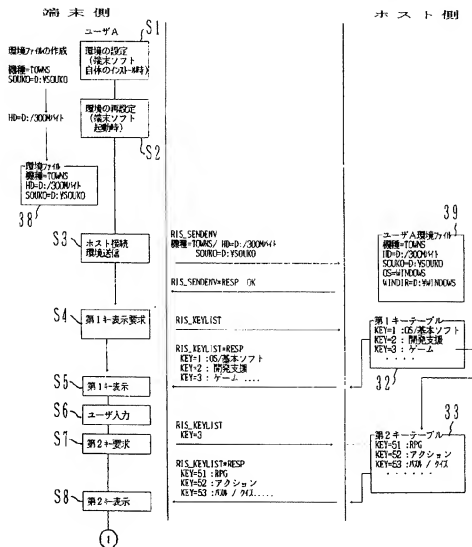 端末側
ホスト側
ユーザA
S1
環境ファイルの作成
機種=TOWNS
SOUKO=D:¥SOUKO
環境の設定
(端末ソフト
自体のインストール時)
HD=D:/300Mバイト
環境の再設定
(端末ソフト
起動時)
S2
環境ファイル
機種=TOWNS
HD=D:/300Mバイト
SOUKO=D:¥SOUKO
38
S3
ホスト接続
環境送信
RIS_SENDENV
機種=TOWNS/ HD=D:/300Mバイト
SOUKO=D:¥SOUKO
RIS_SENDENV*RESP OK
39
ユーザA環境ファイル
機種=TOWNS
HD=D:/300Mバイト
SOUKO=D:¥SOUKO
OS=WINDOWS
WINDIR=D:¥WINDOWS
S4
第1キー表示要求
RIS_KEYLIST
RIS_KEYLIST*RESP
KEY=1 :OS/基本ソフト
KEY=2 : 開発支援
KEY=3 : ゲーム ....
第1キーテーブル
KEY=1 :OS/基本ソフト
KEY=2 : 開発支援
KEY=3 : ゲーム
. . . . . .
32
S5
第1キー表示
S6
ユーザ入力
S7
第2キー要求
RIS_KEYLIST
KEY=3
33
第2キーテーブル
KEY=51 :RPG
KEY=52 :アクション
KEY=53 :パズル / クイズ
. . . . . .
RIS_KEYLIST*RESP
KEY=51 :RPG
KEY=52 :アクション
KEY=53 :パズル / クイズ.....
S8
第2キー表示
1